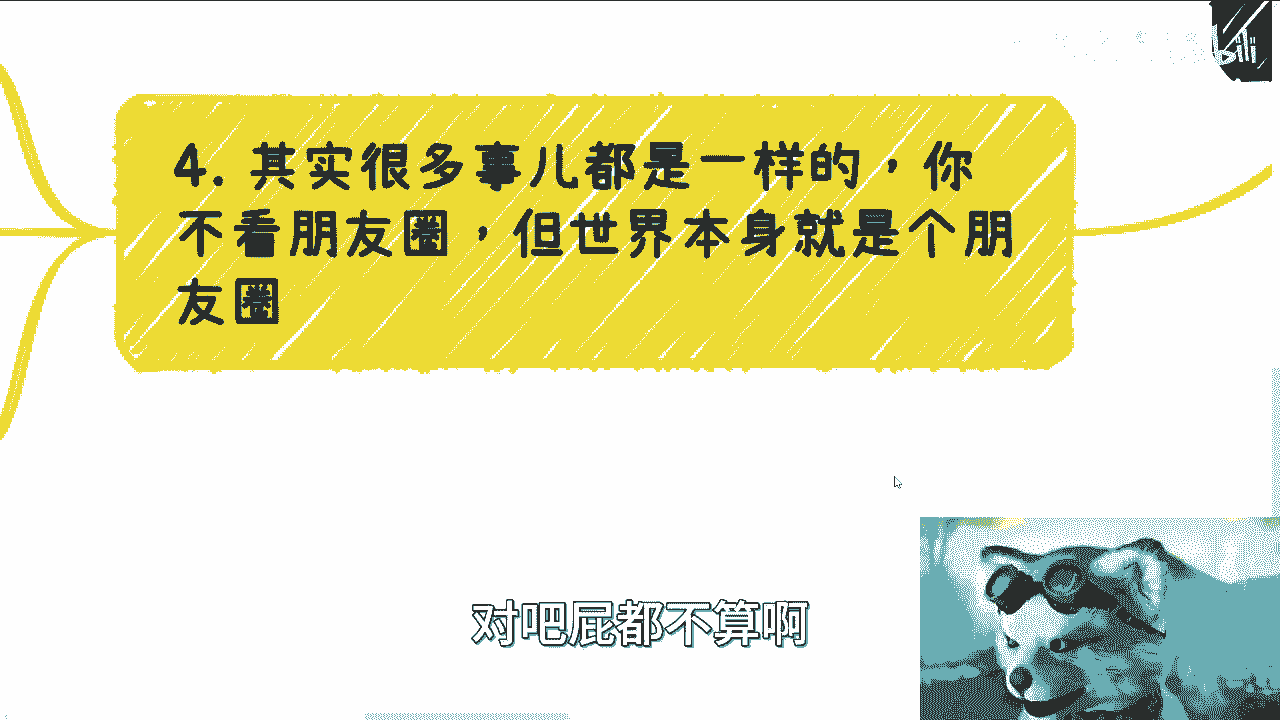 bili
4. 其实很多事儿都是一样的，你
不看朋友圈，但世界本身就是个朋
友圈
对吧屁都不算啊